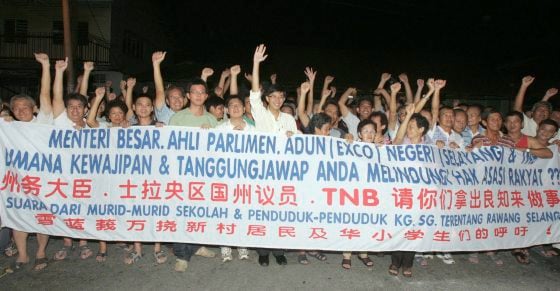 MENTERI BESAR. AHLI PARLIMEN. ADUN (EXCO) NEGERI (SELAYANG) &
UMANA KEWAJIPAN & TANGGUNGJAWAP ANDA MELINDUNGI HAK ASASI RAKYAT ??
州务大臣．士拉央区国州议员．TNB 请你们拿出良知来做事
SUARA DARI MURID-MURID SEKOLAH & PENDUDUK-PENDUDUK KG. SG. TERENTANG RAWANG SELAN
雪蓝莪万挠新村居民及华小学生们的呼吁！